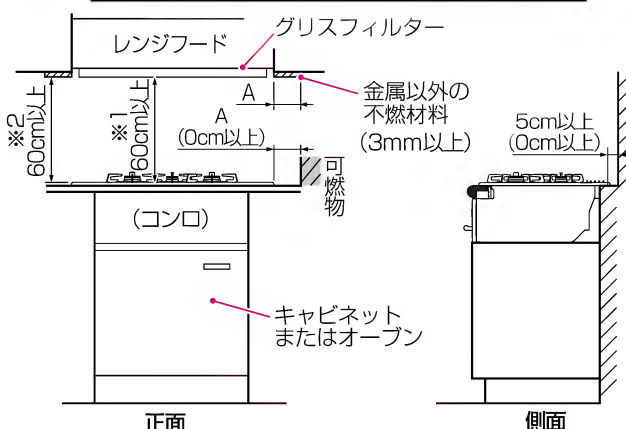 レンジフード
グリスフィルター
A
金属以外の
不燃材料
(3mm以上)
※2
60cm以上
※1
60cm以上
A
(0cm以上)
可燃物
5cm以上
(0cm以上)
(コンロ)
キャビネット
またはオーブン
正面
側面